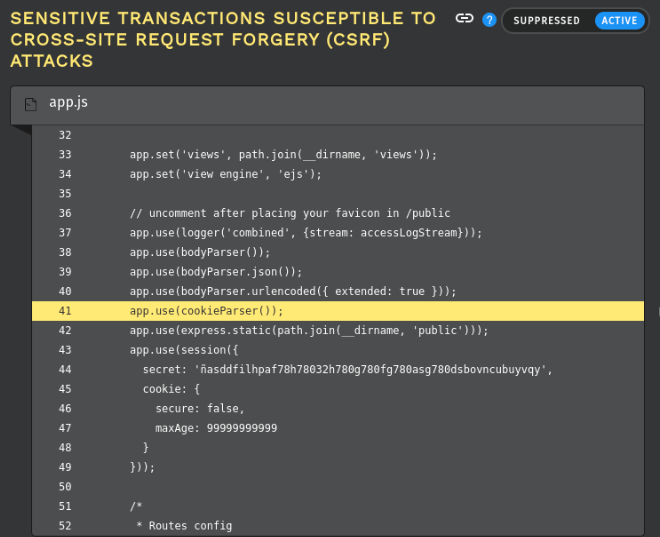 SENSITIVE TRANSACTIONS SUSCEPTIBLE TO
CROSS-SITE REQUEST FORGERY (CSRF)
ATTACKS
? SUPPRESSED ACTIVE
app.js
32
33 app.set('views', path.join(__dirname, 'views'));
34 app.set('view engine', 'ejs');
35
36 // uncomment after placing your favicon in /public
37 app.use(logger('combined', {stream: accessLogStream}));
38 app.use(bodyParser());
39 app.use(bodyParser.json());
40 app.use(bodyParser.urlencoded({ extended: true }));
41 app.use(cookieParser());
42 app.use(express.static(path.join(__dirname, 'public')));
43 app.use(session({
44 secret: 'ñasddfilhpaf78h78032h780g780fg780asg780dsbovncubuyvqy',
45 cookie: {
46 secure: false,
47 maxAge: 99999999999
48 }
49 }));
50
51 /*
52 * Routes config